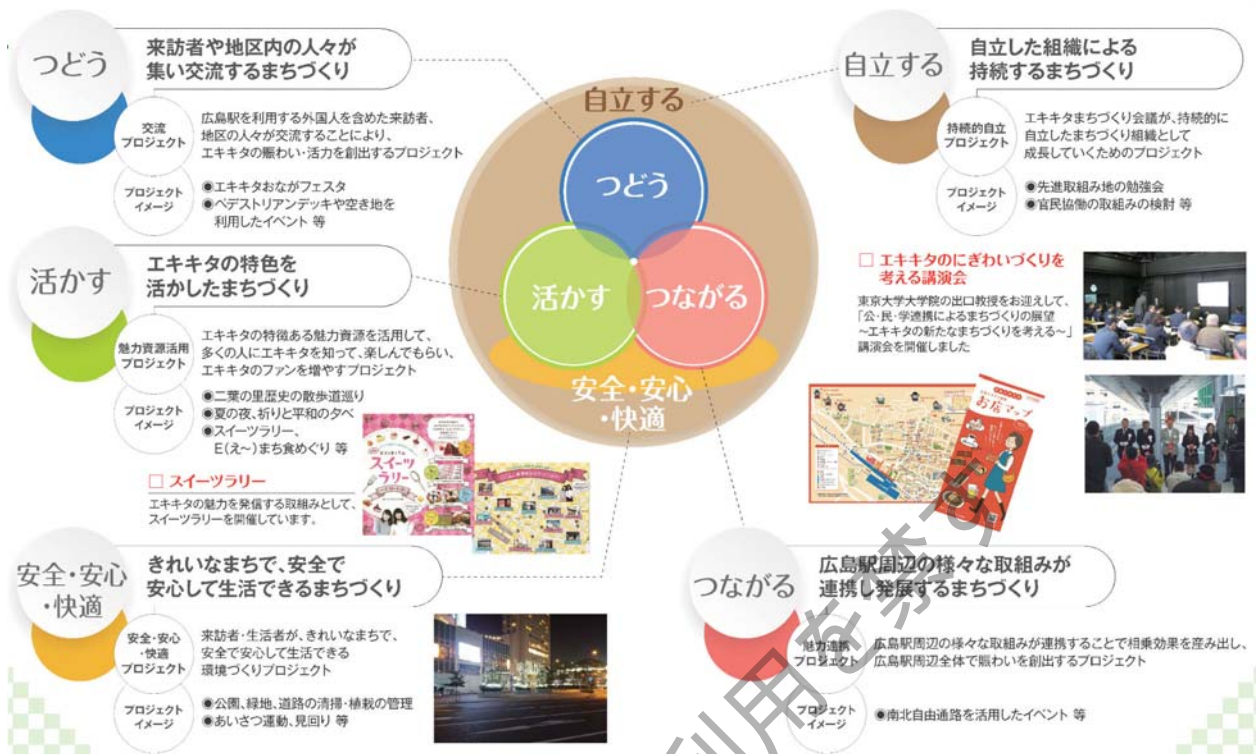 つどう
来訪者や地区内の人々が
集い交流するまちづくり
交流
プロジェクト
広島駅を利用する外国人を含めた来訪者、
地区の人々が交流することにより、
エキキタの賑わい・活力を創出するプロジェクト
プロジェクト
イメージ
◉エキキタおながフェスタ
◉ペデストリアンデッキや空き地を
利用したイベント 等
活かす
エキキタの特色を
活かしたまちづくり
魅力資源活用
プロジェクト
エキキタの特徴ある魅力資源を活用して、
多くの人にエキキタを知って、楽しんでもらい、
エキキタのファンを増やすプロジェクト
プロジェクト
イメージ
◉二葉の里歴史の散歩道巡り
◉夏の夜、祈りと平和の夕べ
◉スイーツラリー、
E(え~)まち食めぐり 等
□ スイーツラリー
エキキタの魅力を発信する取組みとして、
スイーツラリーを開催しています。
スイーツ
ラリー
安全・安心
・快適
きれいなまちで、安全で
安心して生活できるまちづくり
安全・安心
・快適
プロジェクト
来訪者・生活者が、きれいなまちで、
安全で安心して生活できる
環境づくりプロジェクト
プロジェクト
イメージ
◉公園、緑地、道路の清掃・植栽の管理
◉あいさつ運動、見回り 等
自立する
つどう
活かす
つながる
安全・安心
・快適
自立する
自立した組織による
持続するまちづくり
持続的自立
プロジェクト
エキキタまちづくり会議が、持続的に
自立したまちづくり組織として
成長していくためのプロジェクト
プロジェクト
イメージ
◉先進取組み地の勉強会
◉官民協働の取組みの検討 等
□ エキキタのにぎわいづくりを
考える講演会
東京大学大学院の出口教授をお迎えして、
「公・民・学連携によるまちづくりの展望
~エキキタの新たなまちづくりを考える~」
講演会を開催しました
お店マップ
つながる
広島駅周辺の様々な取組みが
連携し発展するまちづくり
魅力連携
プロジェクト
広島駅周辺の様々な取組みが連携することで相乗効果を産み出し、
広島駅周辺全体で賑わいを創出するプロジェクト
プロジェクト
イメージ
◉南北自由通路を活用したイベント 等
利用を禁ず